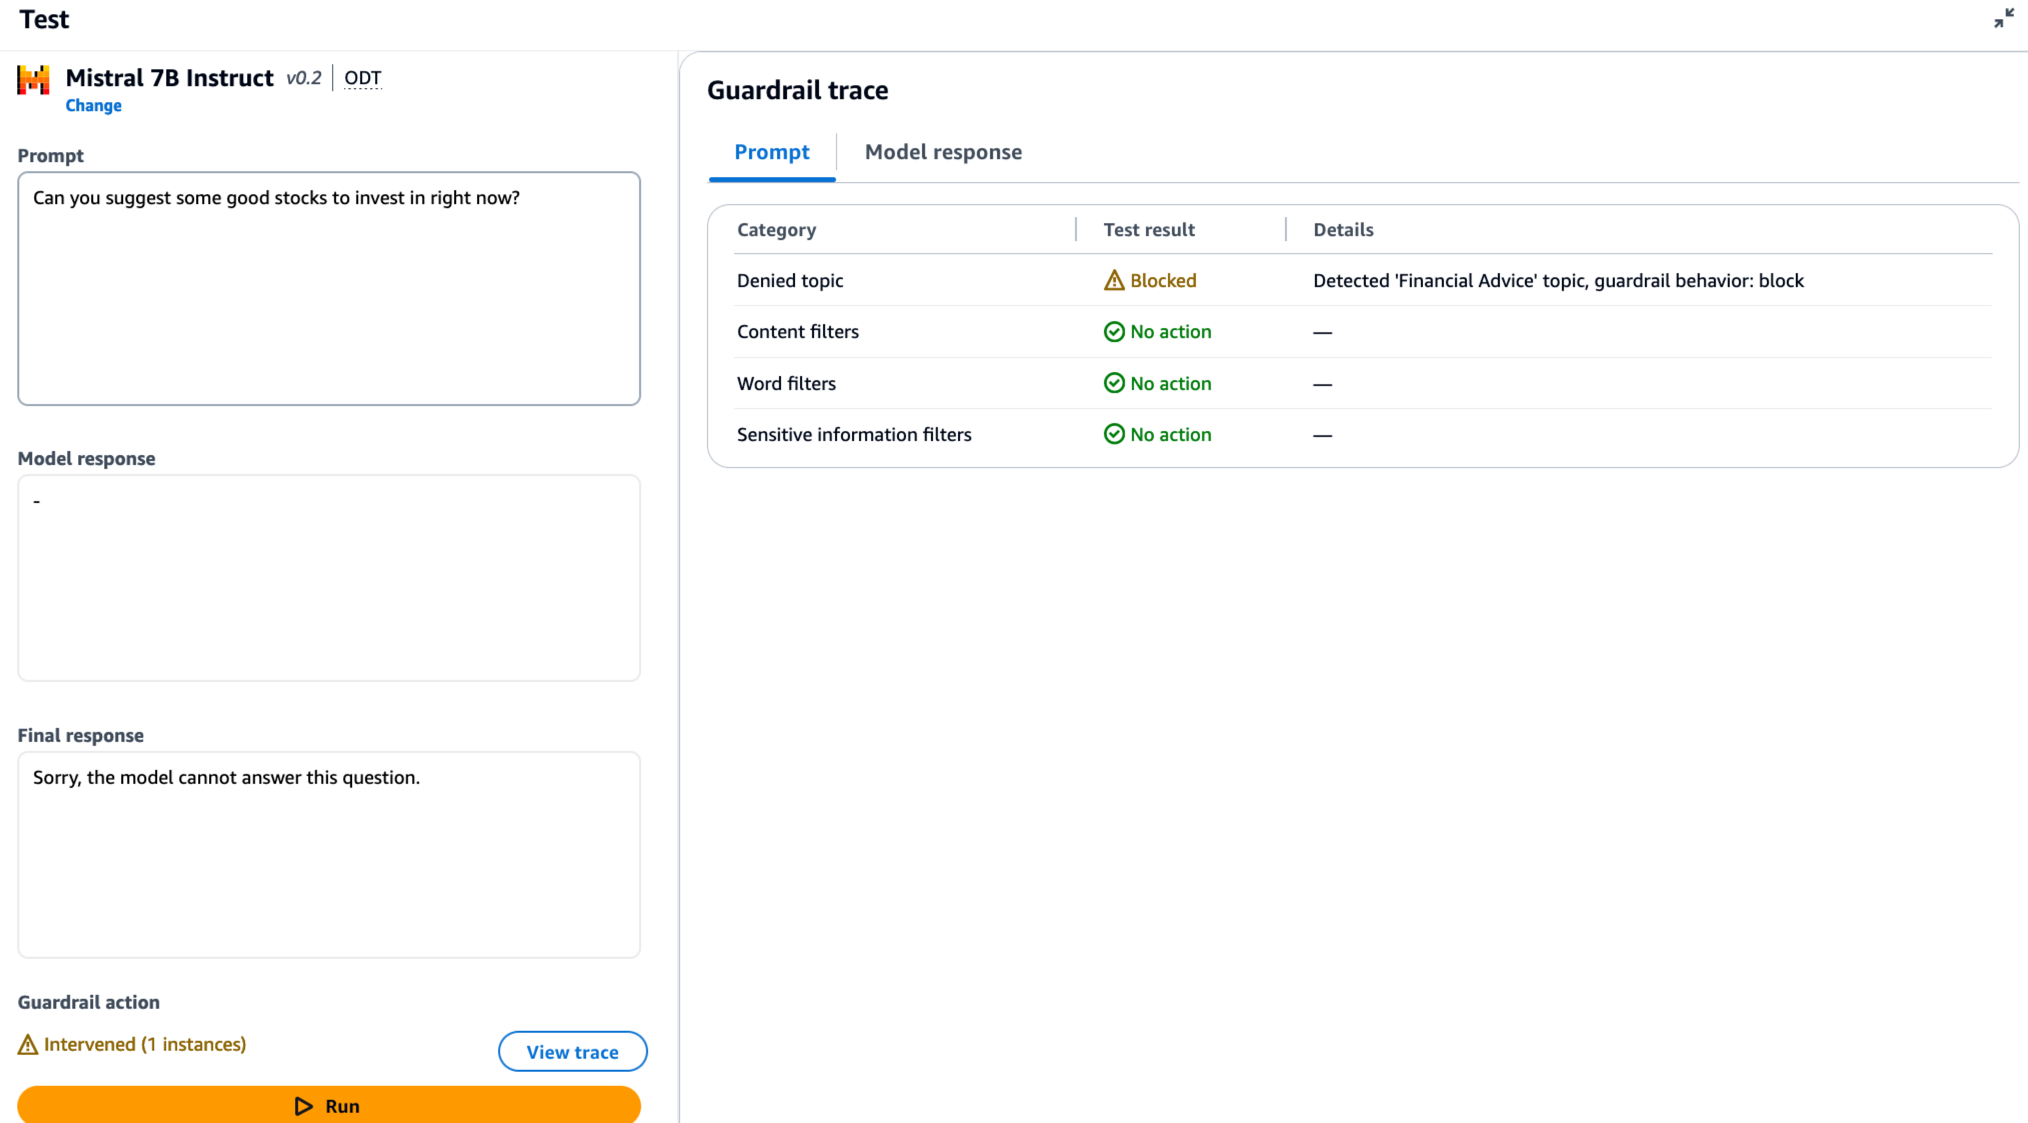 Test
Mistral 7B Instruct v0.2 | ODT
Change
Prompt
Can you suggest some good stocks to invest in right now?
Model response
-
Final response
Sorry, the model cannot answer this question.
Guardrail action
Intervened (1 instances)
View trace
Run
Guardrail trace
Prompt
Model response
Category Test result Details
Denied topic Blocked Detected 'Financial Advice' topic, guardrail behavior: block
Content filters No action —
Word filters No action —
Sensitive information filters No action —